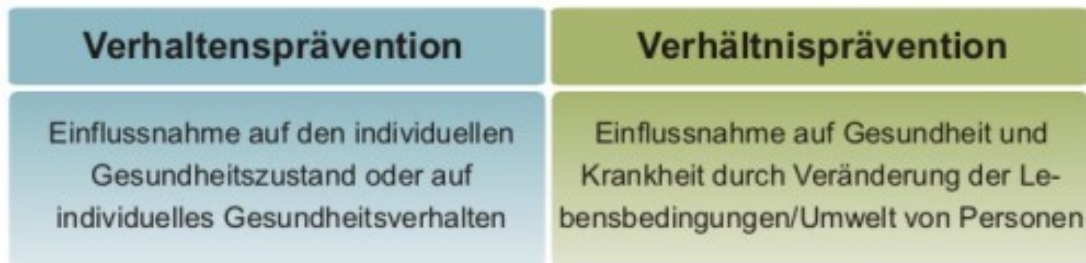 Verhaltensprävention
Einflussnahme auf den individuellen
Gesundheitszustand oder auf
individuelles Gesundheitsverhalten
Verhältnisprävention
Einflussnahme auf Gesundheit und
Krankheit durch Veränderung der Le-
bensbedingungen/Umwelt von Personen